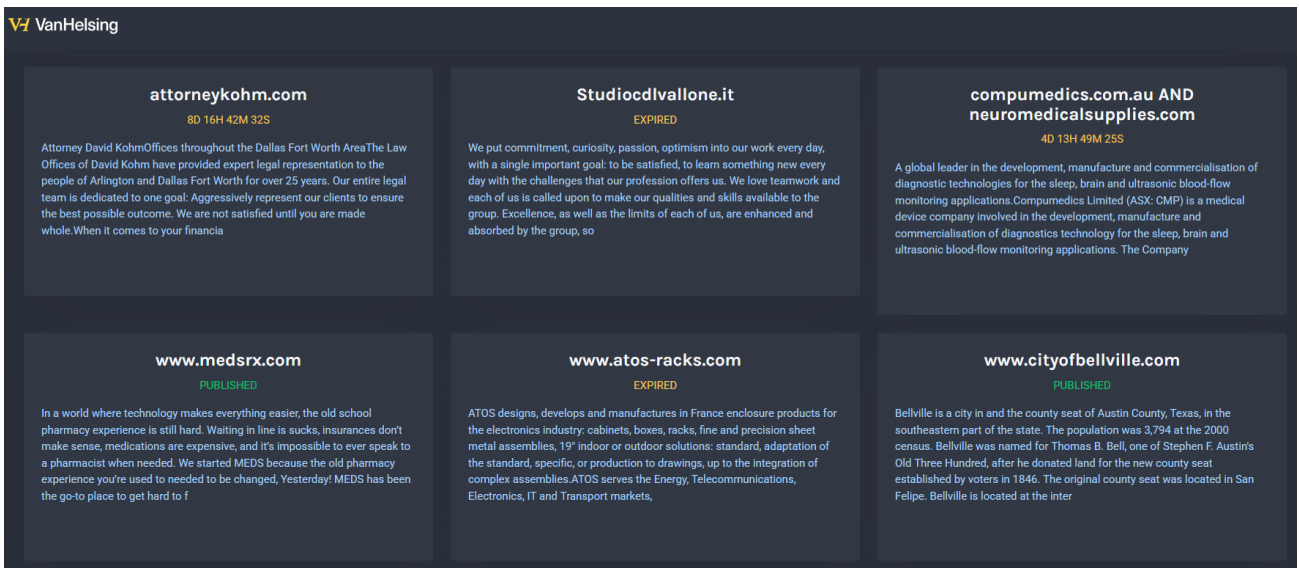 VH VanHelsing
attorneykohm.com
8D 16H 42M 32S
Attorney David KohmOffices throughout the Dallas Fort Worth AreaThe Law
Offices of David Kohm have provided expert legal representation to the
people of Arlington and Dallas Fort Worth for over 25 years. Our entire legal
team is dedicated to one goal: Aggressively represent our clients to ensure
the best possible outcome. We are not satisfied until you are made
whole.When it comes to your financia
Studiocdlvallone.it
EXPIRED
We put commitment, curiosity, passion, optimism into our work every day,
with a single important goal: to be satisfied, to learn something new every
day with the challenges that our profession offers us. We love teamwork and
each of us is called upon to make our qualities and skills available to the
group. Excellence, as well as the limits of each of us, are enhanced and
absorbed by the group, so
compumedics.com.au AND
neuromedicalsupplies.com
4D 13H 49M 25S
A global leader in the development, manufacture and commercialisation of
diagnostic technologies for the sleep, brain and ultrasonic blood-flow
monitoring applications.Compumedics Limited (ASX: CMP) is a medical
device company involved in the development, manufacture and
commercialisation of diagnostics technology for the sleep, brain and
ultrasonic blood-flow monitoring applications. The Company
www.medsrx.com
PUBLISHED
In a world where technology makes everything easier, the old school
pharmacy experience is still hard. Waiting in line is sucks, insurances don't
make sense, medications are expensive, and it's impossible to ever speak to
a pharmacist when needed. We started MEDS because the old pharmacy
experience you're used to needed to be changed, Yesterday! MEDS has been
the go-to place to get hard to f
www.atos-racks.com
EXPIRED
ATOS designs, develops and manufactures in France enclosure products for
the electronics industry: cabinets, boxes, racks, fine and precision sheet
metal assemblies, 19" indoor or outdoor solutions: standard, adaptation of
the standard, specific, or production to drawings, up to the integration of
complex assemblies.ATOS serves the Energy, Telecommunications,
Electronics, IT and Transport markets,
www.cityofbellville.com
PUBLISHED
Bellville is a city in and the county seat of Austin County, Texas, in the
southeastern part of the state. The population was 3,794 at the 2000
census. Bellville was named for Thomas B. Bell, one of Stephen F. Austin's
Old Three Hundred, after he donated land for the new county seat
established by voters in 1846. The original county seat was located in San
Felipe. Bellville is located at the inter